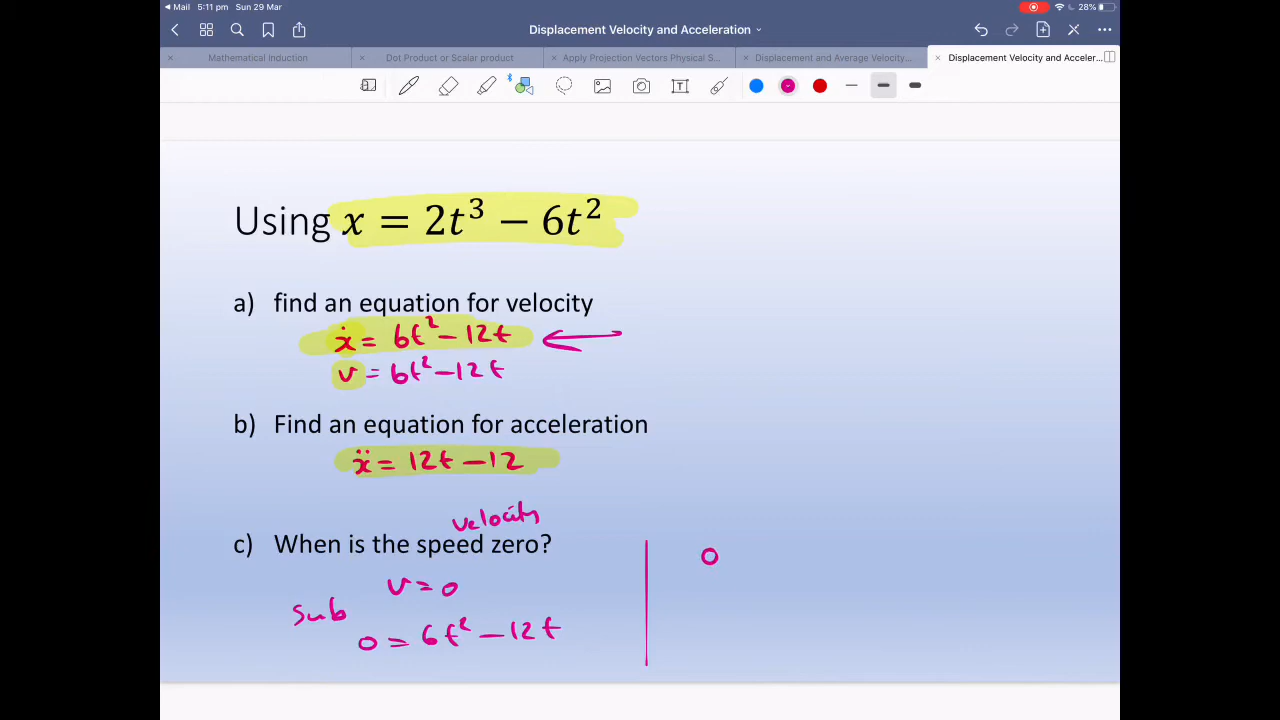 Mail 5:11 pm Sun 29 Mar 28%
Displacement Velocity and Acceleration
Mathematical Induction
Dot Product or Scalar product
Apply Projection Vectors Physical S...
Displacement and Average Velocity...
Displacement Velocity and Acceler...
Using x = 2t³ − 6t²
a) find an equation for velocity
ẋ = 6t² − 12t
v = 6t² − 12t
b) Find an equation for acceleration
ẍ = 12t − 12
velocity
c) When is the speed zero?
v = 0
Sub
0 = 6t² − 12t
0